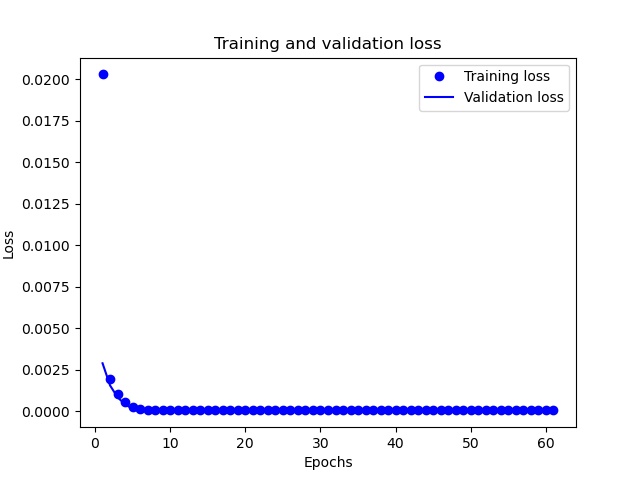 Training and validation loss
Training loss
Validation loss
0.0200
0.0175
0.0150
0.0125
0.0100
0.0075
0.0050
0.0025
0.0000
Loss
0 10 20 30 40 50 60
Epochs